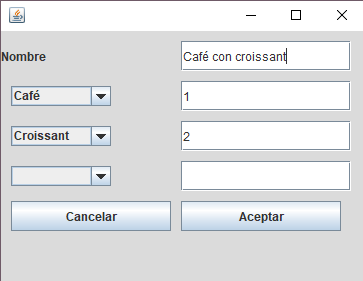 Nombre Café con croissant
Café 1
Croissant 2
Cancelar Aceptar